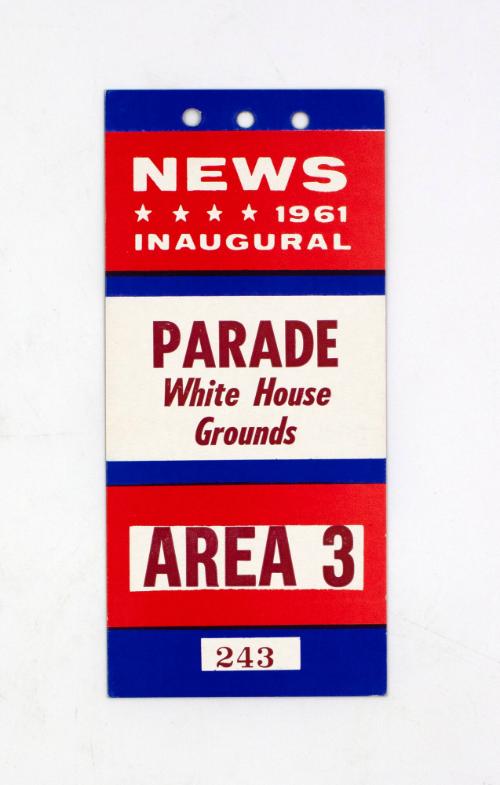 NEWS
★ ★ ★ ★ 1961
INAUGURAL
PARADE
White House
Grounds
AREA 3
243